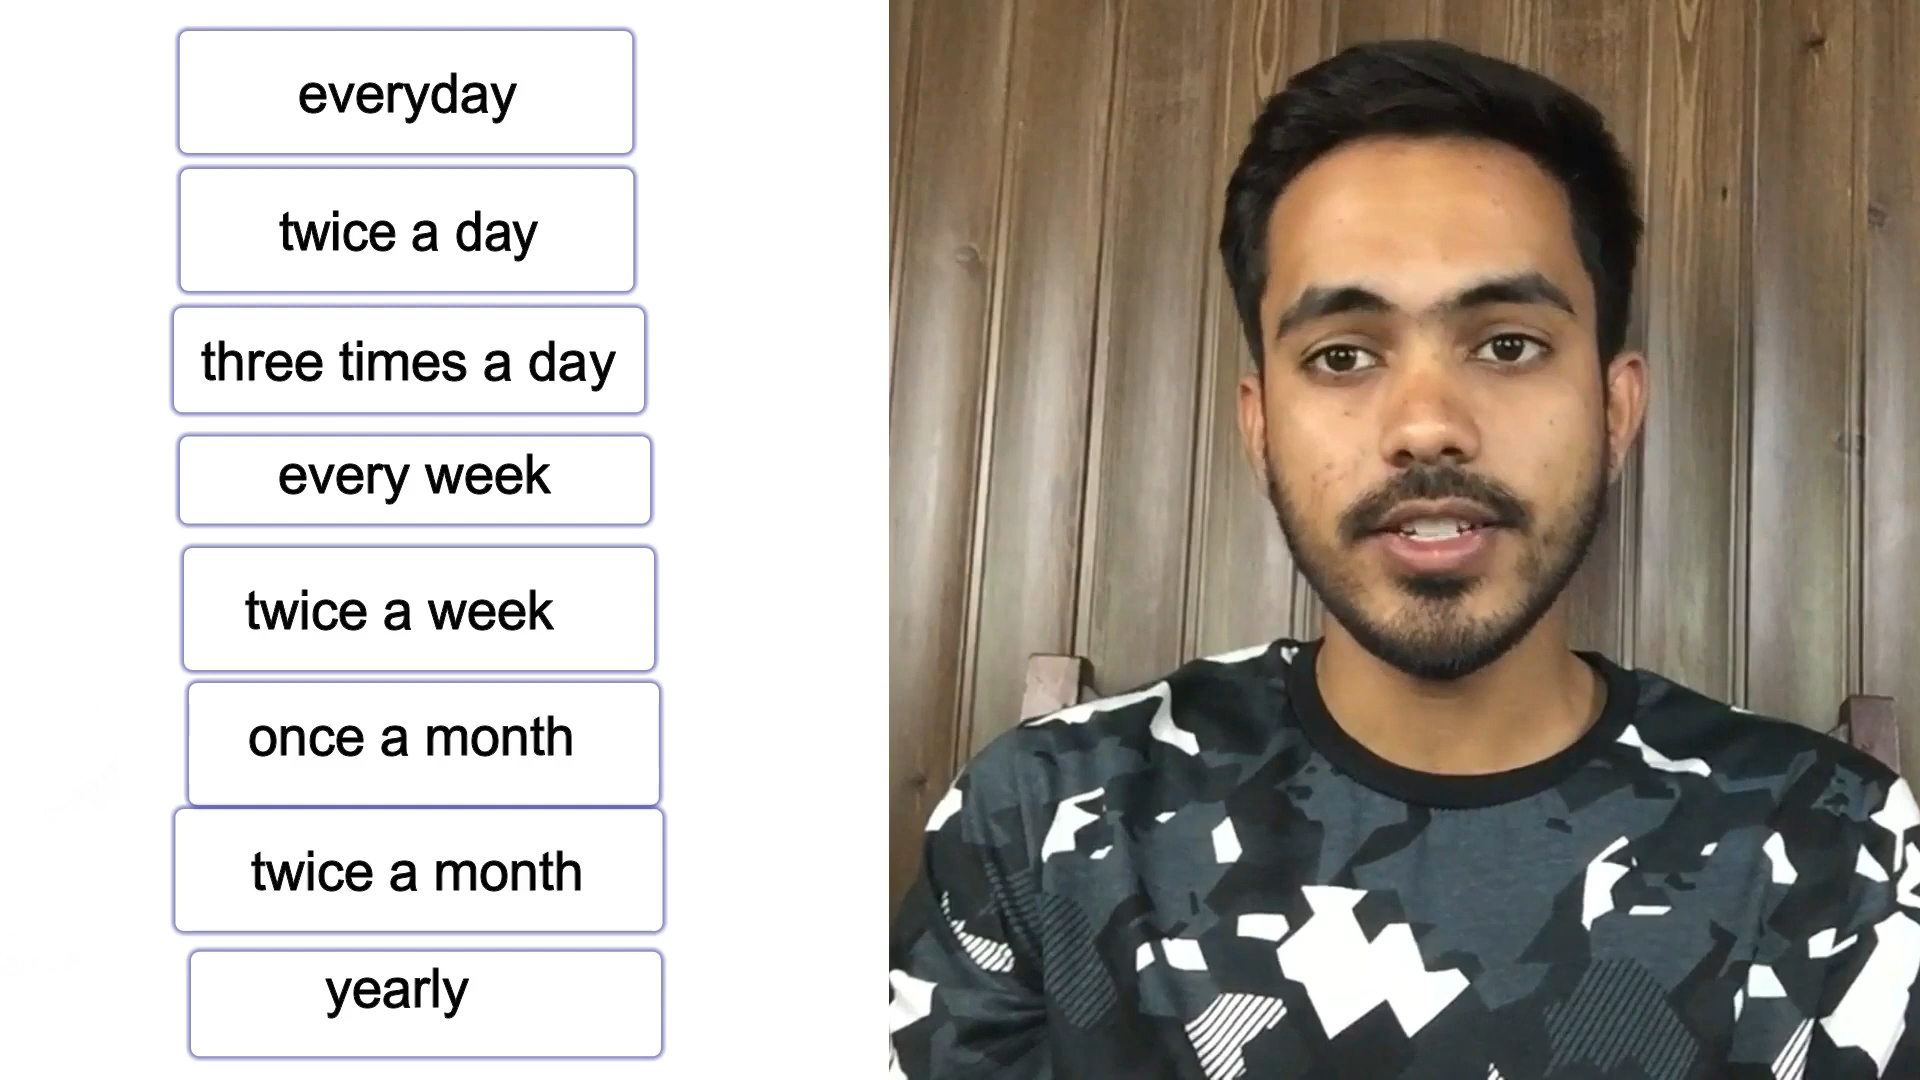 everyday
twice a day
three times a day
every week
twice a week
once a month
twice a month
yearly